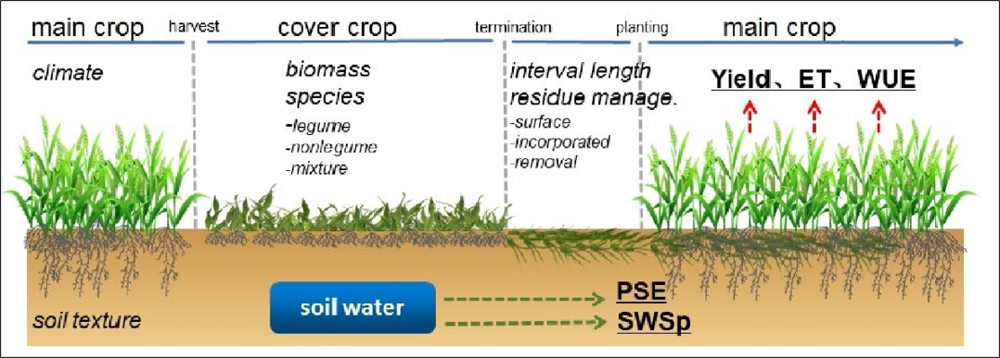 main crop harvest cover crop termination planting main crop
climate
biomass
species
-legume
-nonlegume
-mixture
interval length
residue manage.
-surface
-incorporated
-removal
Yield、ET、WUE
soil water
PSE
SWSp
soil texture